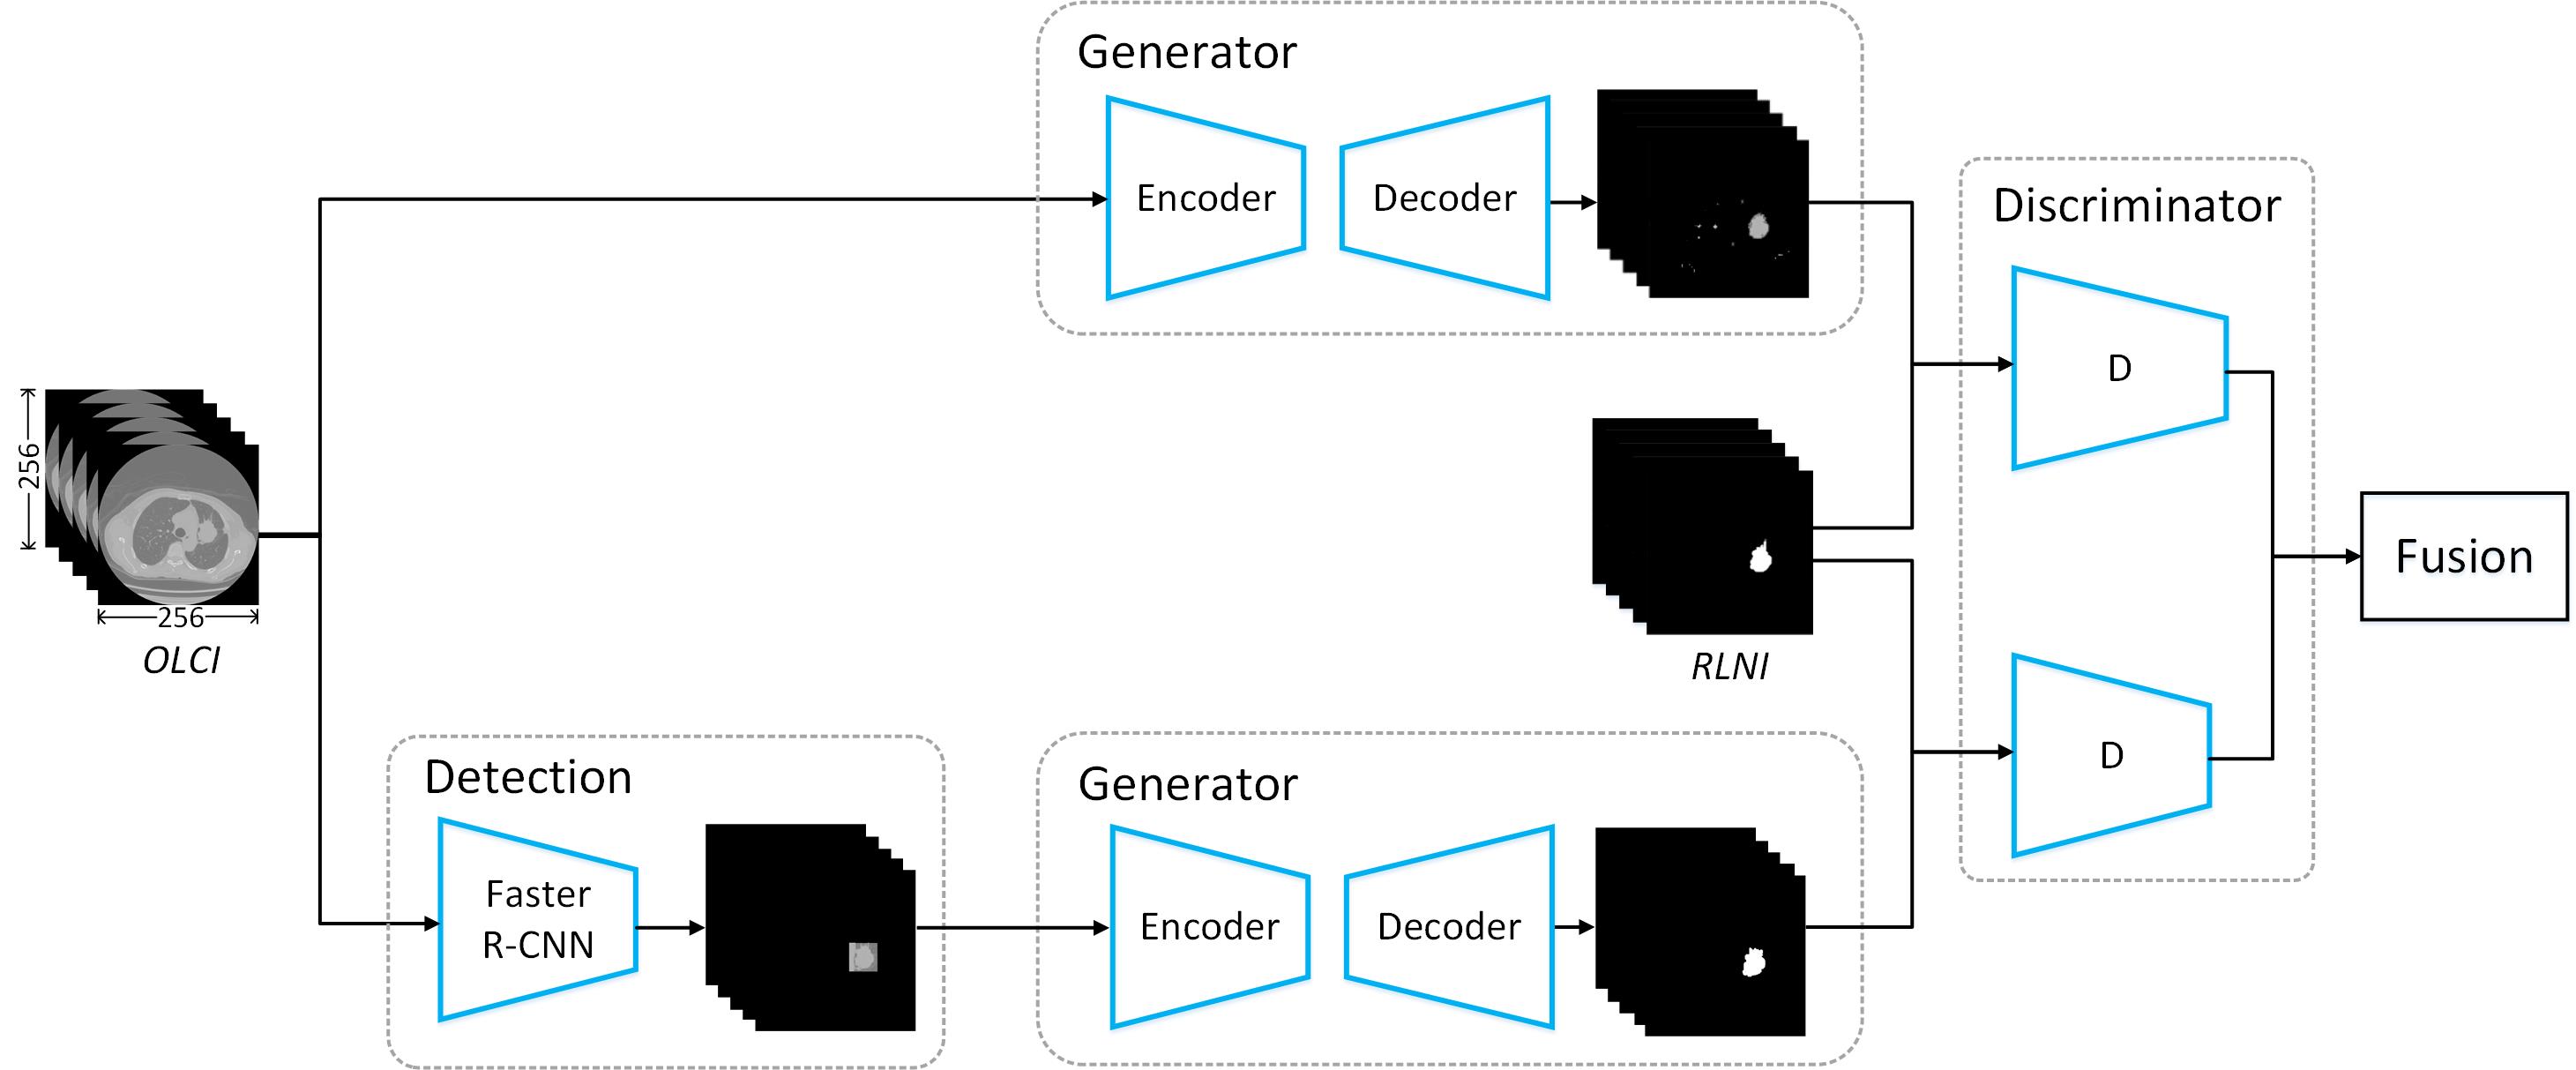 Generator
Encoder
Decoder
Discriminator
D
256
256
OLCI
RLNI
Fusion
Detection
Faster
R-CNN
Generator
Encoder
Decoder
D